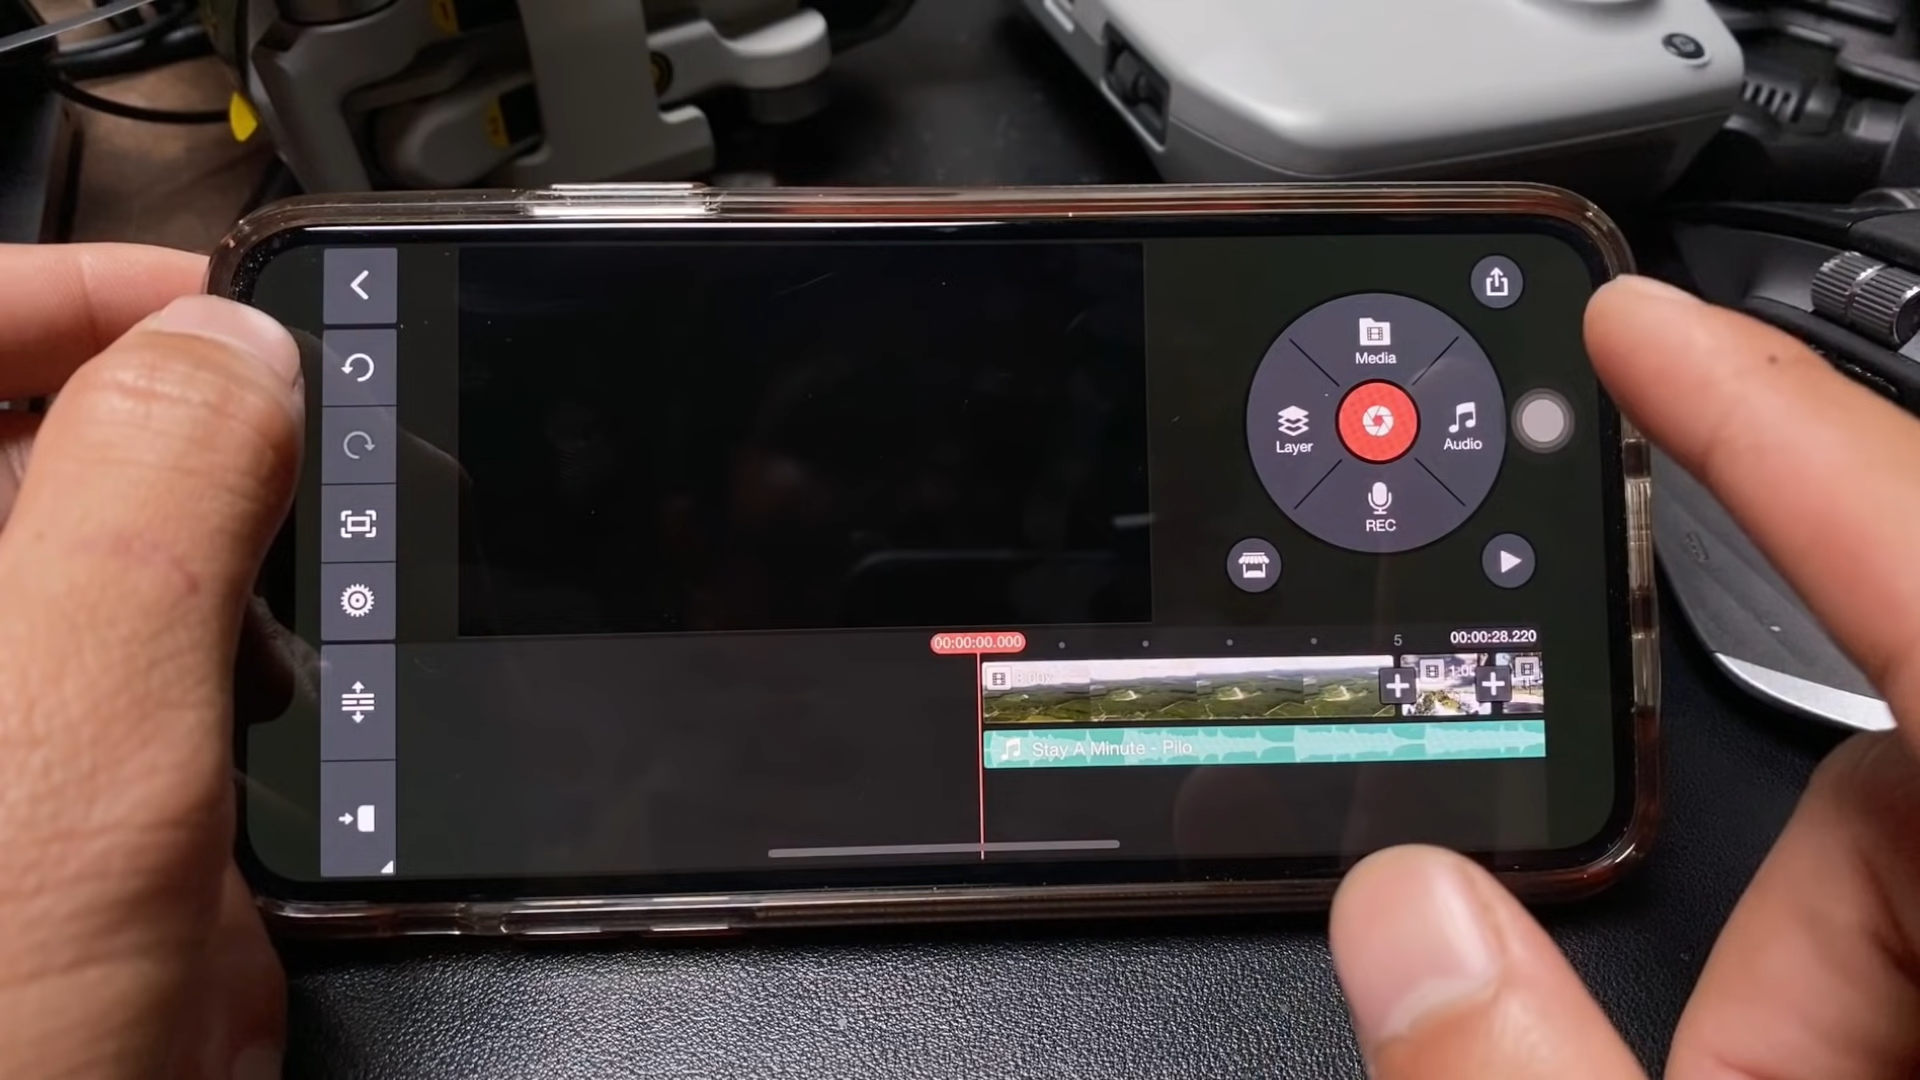 Media
Layer
Audio
REC
00:00:00.000
5
00:00:28.220
Stay A Minute - Pilo